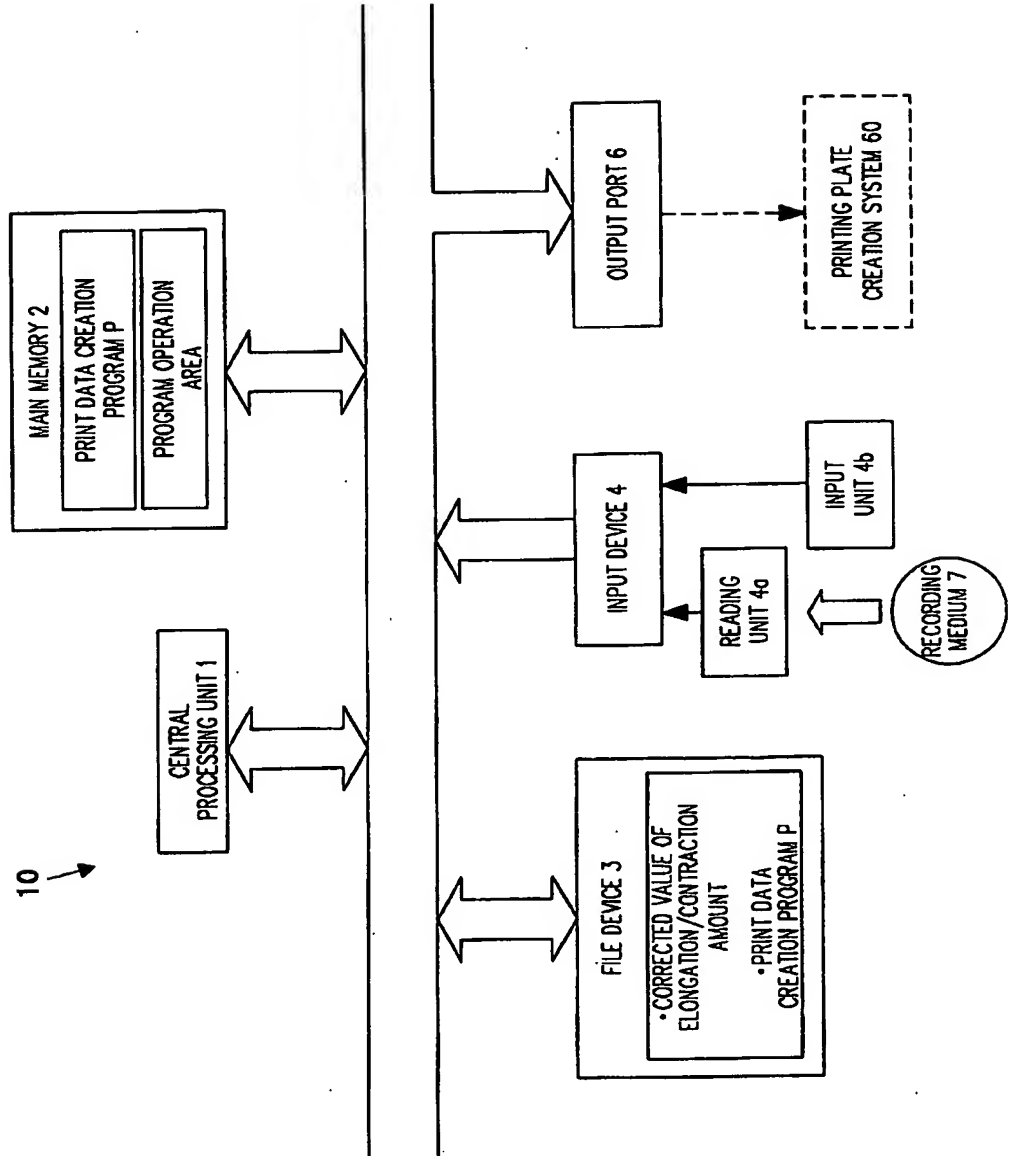 10
CENTRAL
PROCESSING UNIT 1
MAIN MEMORY 2
PRINT DATA CREATION
PROGRAM P
PROGRAM OPERATION
AREA
FILE DEVICE 3
•CORRECTED VALUE OF
ELONGATION/CONTRACTION
AMOUNT
•PRINT DATA
CREATION PROGRAM P
INPUT DEVICE 4
READING
UNIT 4a
INPUT
UNIT 4b
RECORDING
MEDIUM 7
OUTPUT PORT 6
PRINTING PLATE
CREATION SYSTEM 60